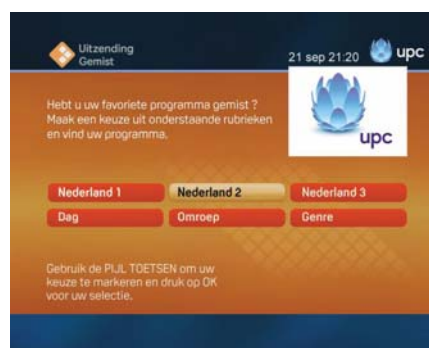 Uitzending
Gemist
21 sep 21:20
upc
Hebt u uw favoriete programma gemist ?
Maak een keuze uit onderstaande rubrieken
en vind uw programma.
upc
Nederland 1
Nederland 2
Nederland 3
Dag
Omroep
Genre
Gebruik de PIJL TOETSEN om uw
keuze te markeren en druk op OK
voor uw selectie.